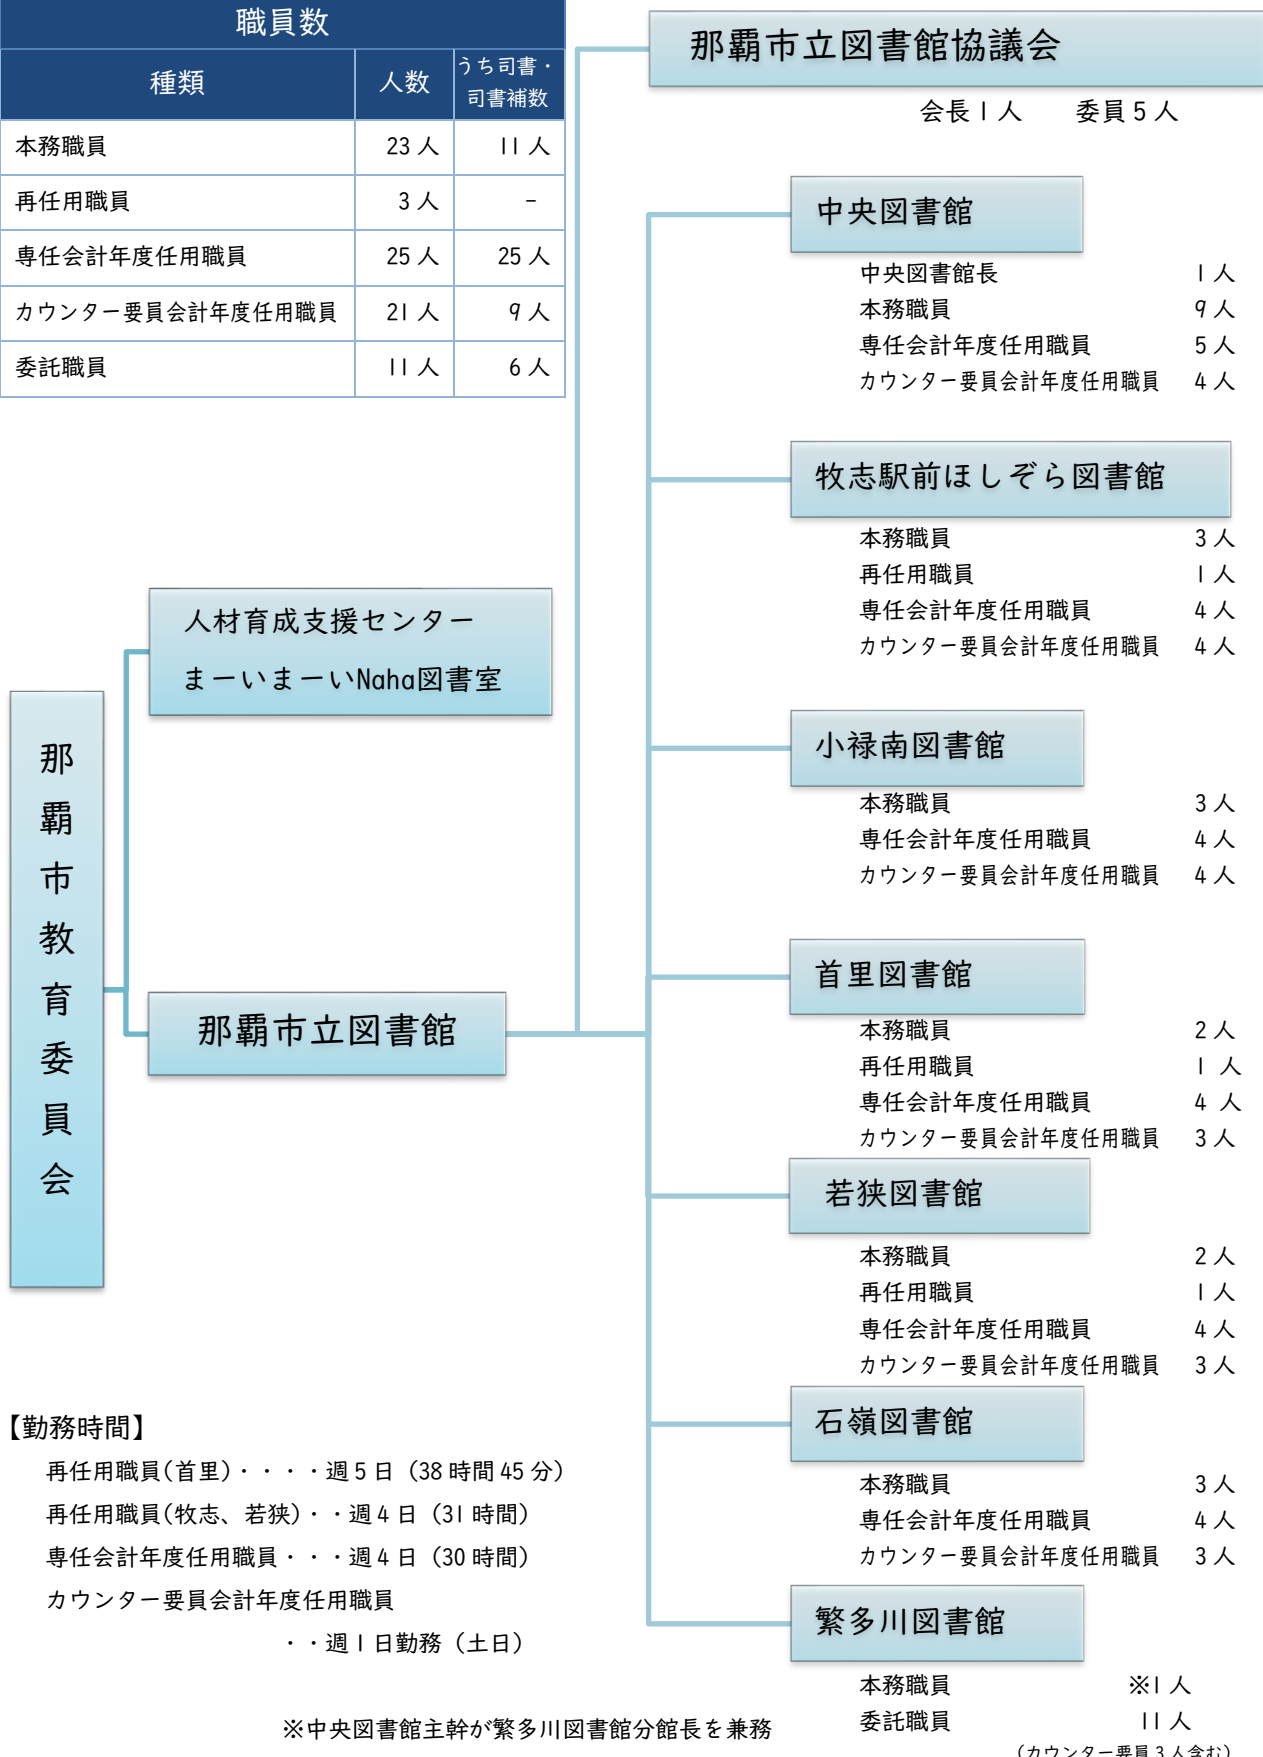 職員数
種類 人数 うち司書・
司書補数
本務職員 23人 11人
再任用職員 3人 -
専任会計年度任用職員 25人 25人
カウンター要員会計年度任用職員 21人 9人
委託職員 11人 6人
那覇市立図書館協議会
会長1人 委員5人
中央図書館
中央図書館長 1人
本務職員 9人
専任会計年度任用職員 5人
カウンター要員会計年度任用職員 4人
牧志駅前ほしぞら図書館
本務職員 3人
再任用職員 1人
専任会計年度任用職員 4人
カウンター要員会計年度任用職員 4人
人材育成支援センター
まーいまーいNaha図書室
那覇市教育委員会
那覇市立図書館
小禄南図書館
本務職員 3人
専任会計年度任用職員 4人
カウンター要員会計年度任用職員 4人
首里図書館
本務職員 2人
再任用職員 1人
専任会計年度任用職員 4人
カウンター要員会計年度任用職員 3人
若狭図書館
本務職員 2人
再任用職員 1人
専任会計年度任用職員 4人
カウンター要員会計年度任用職員 3人
石嶺図書館
本務職員 3人
専任会計年度任用職員 4人
カウンター要員会計年度任用職員 3人
繁多川図書館
本務職員 ※1人
委託職員 11人
(カウンター要員3人含む)
【勤務時間】
再任用職員(首里)・・・・週5日(38時間45分)
再任用職員(牧志、若狭)・・週4日(31時間)
専任会計年度任用職員・・・週4日(30時間)
カウンター要員会計年度任用職員
・・週1日勤務(土日)
※中央図書館主幹が繁多川図書館分館長を兼務